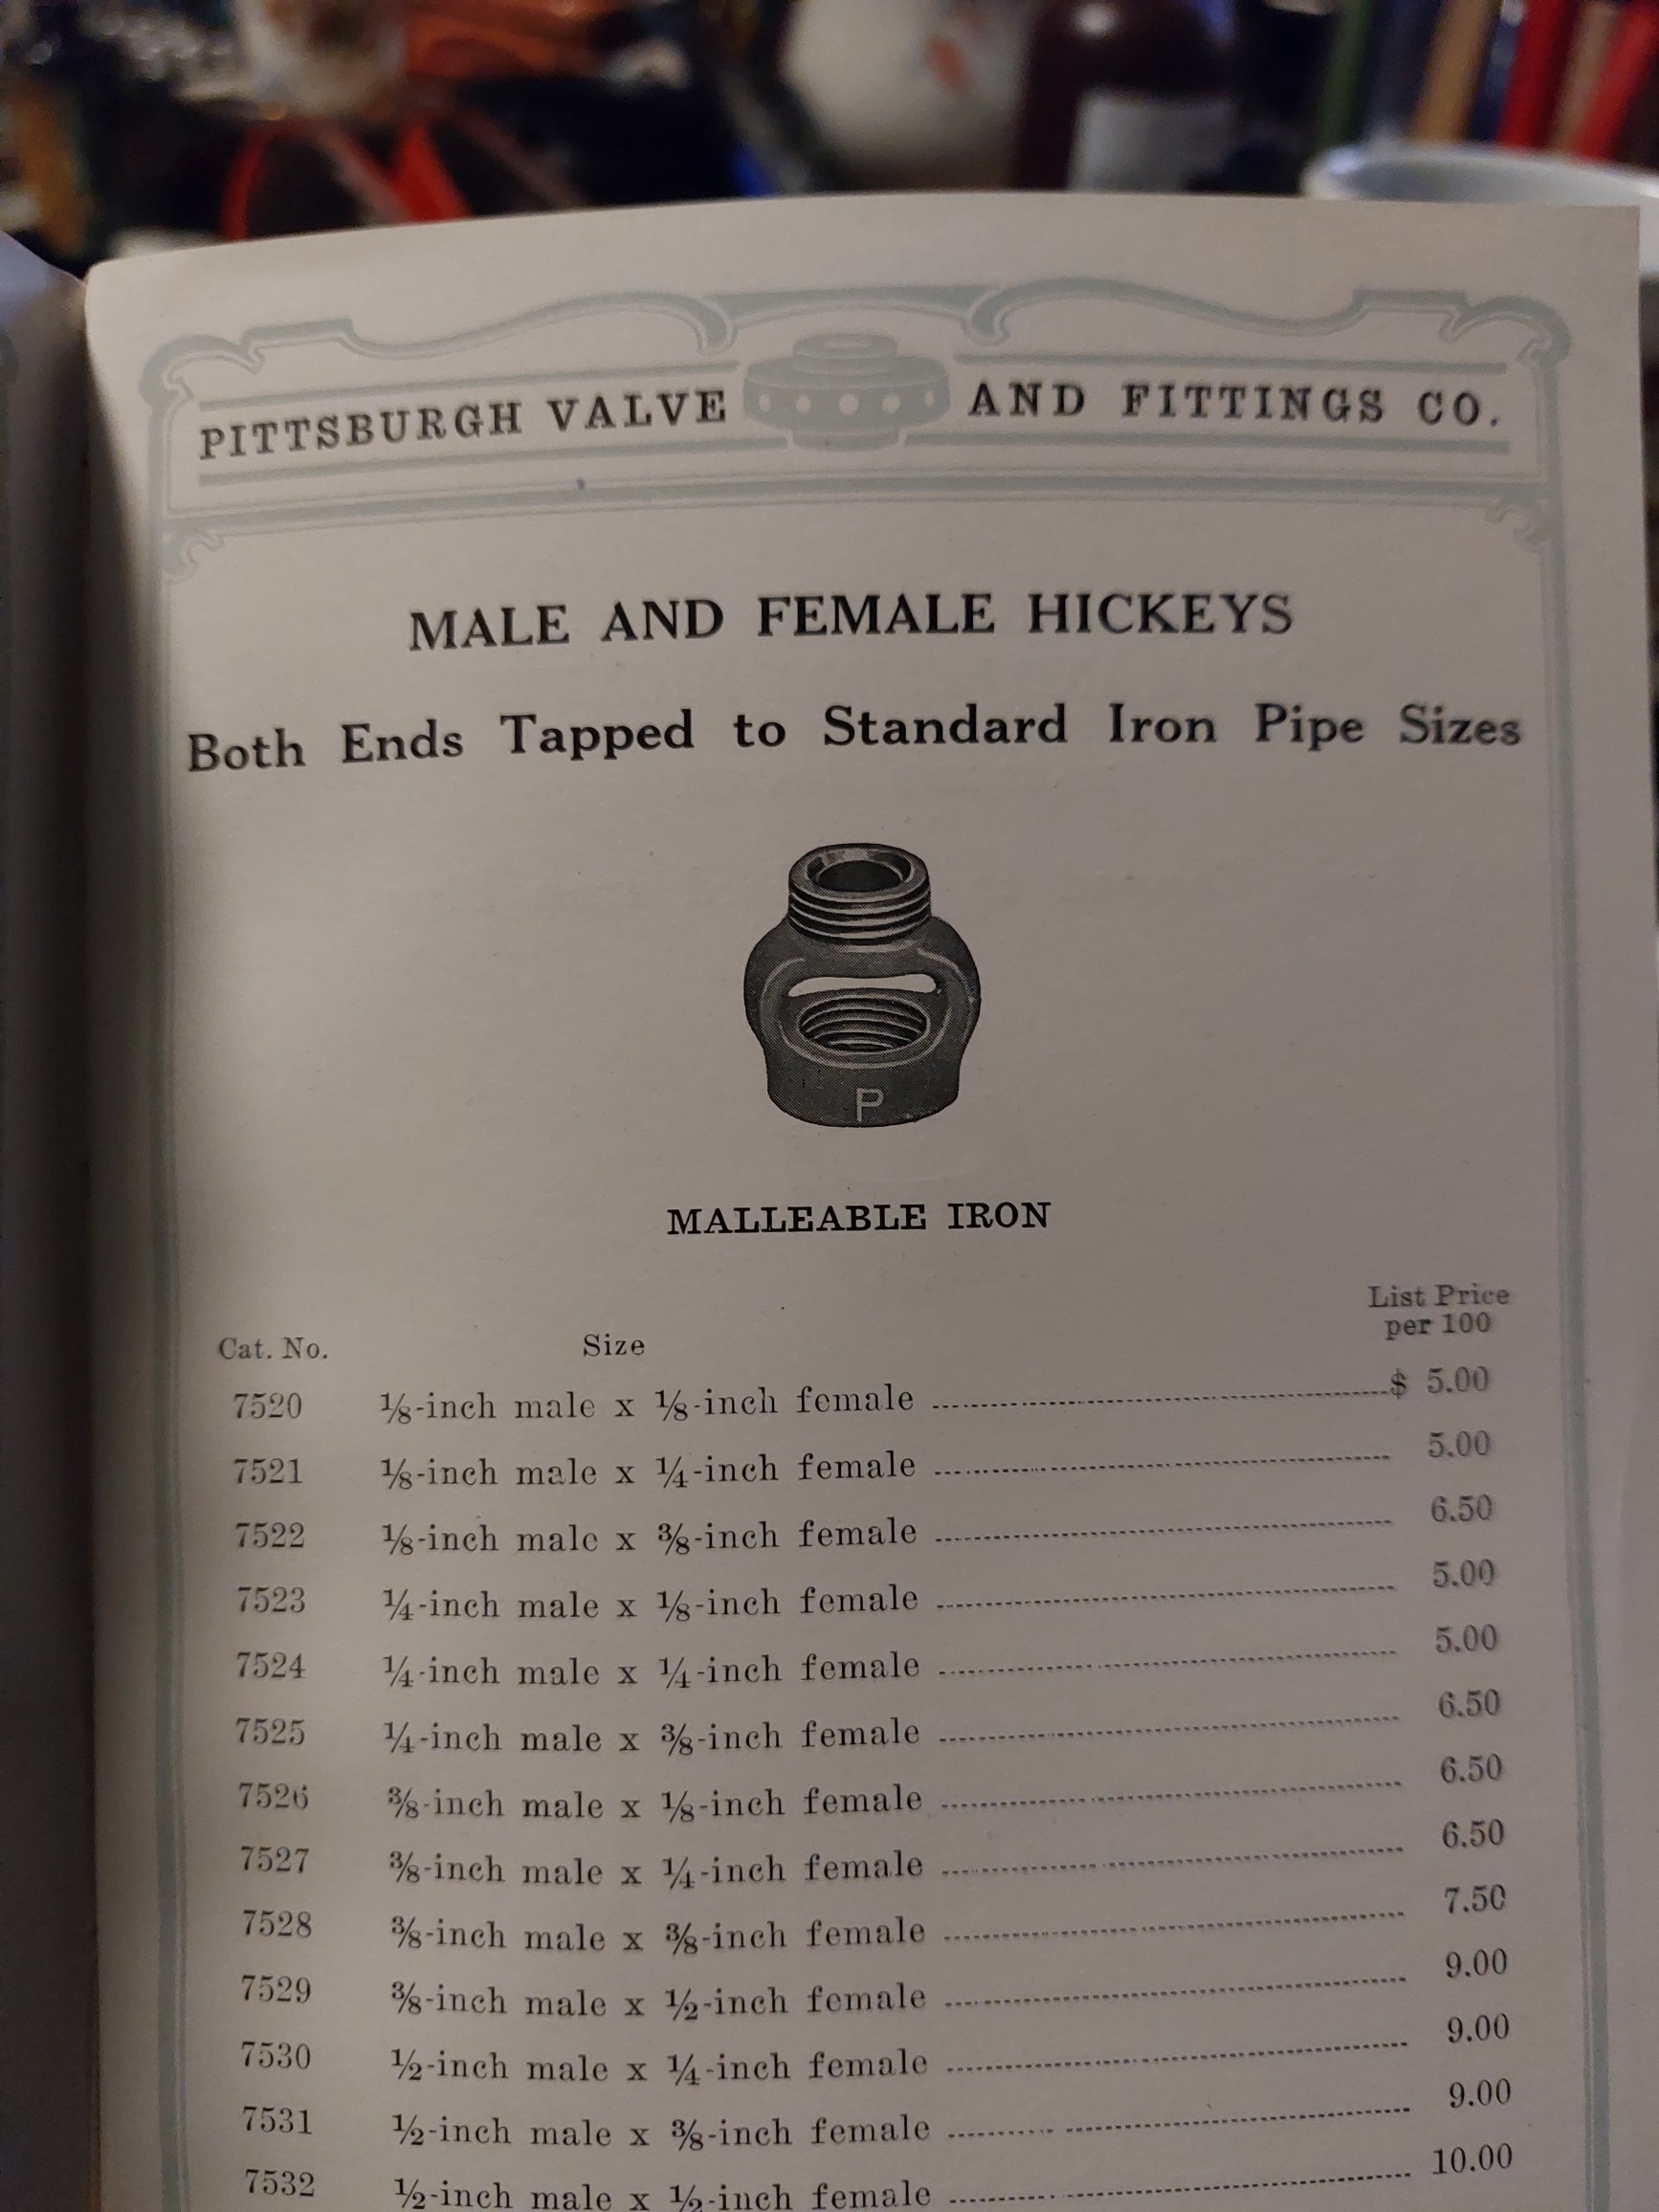 PITTSBURGH VALVE AND FITTINGS CO.
MALE AND FEMALE HICKEYS
Both Ends Tapped to Standard Iron Pipe Sizes
P
MALLEABLE IRON
Cat. No. Size List Price per 100
7520 ⅛-inch male x ⅛-inch female $ 5.00
7521 ⅛-inch male x ¼-inch female 5.00
7522 ⅛-inch male x ⅜-inch female 6.50
7523 ¼-inch male x ⅛-inch female 5.00
7524 ¼-inch male x ¼-inch female 5.00
7525 ¼-inch male x ⅜-inch female 6.50
7526 ⅜-inch male x ⅛-inch female 6.50
7527 ⅜-inch male x ¼-inch female 6.50
7528 ⅜-inch male x ⅜-inch female 7.50
7529 ⅜-inch male x ½-inch female 9.00
7530 ½-inch male x ¼-inch female 9.00
7531 ½-inch male x ⅜-inch female 9.00
7532 ½-inch male x ½-inch female 10.00